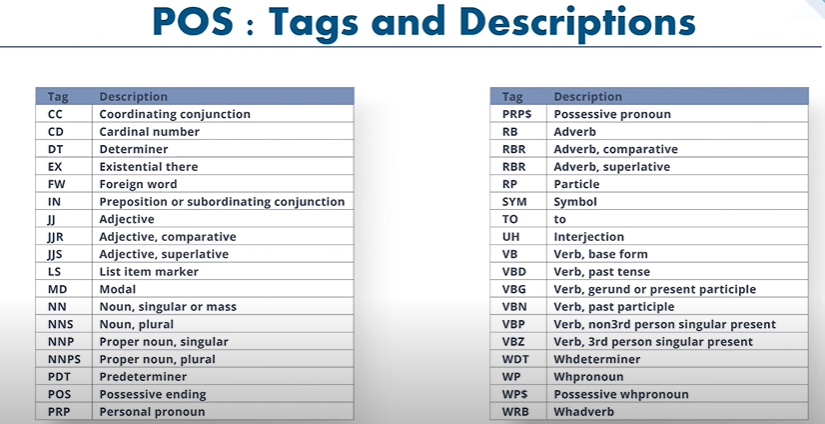 POS : Tags and Descriptions
Tag Description
CC Coordinating conjunction
CD Cardinal number
DT Determiner
EX Existential there
FW Foreign word
IN Preposition or subordinating conjunction
JJ Adjective
JJR Adjective, comparative
JJS Adjective, superlative
LS List item marker
MD Modal
NN Noun, singular or mass
NNS Noun, plural
NNP Proper noun, singular
NNPS Proper noun, plural
PDT Predeterminer
POS Possessive ending
PRP Personal pronoun
Tag Description
PRP$ Possessive pronoun
RB Adverb
RBR Adverb, comparative
RBR Adverb, superlative
RP Particle
SYM Symbol
TO to
UH Interjection
VB Verb, base form
VBD Verb, past tense
VBG Verb, gerund or present participle
VBN Verb, past participle
VBP Verb, non3rd person singular present
VBZ Verb, 3rd person singular present
WDT Whdeterminer
WP Whpronoun
WP$ Possessive whpronoun
WRB Whadverb